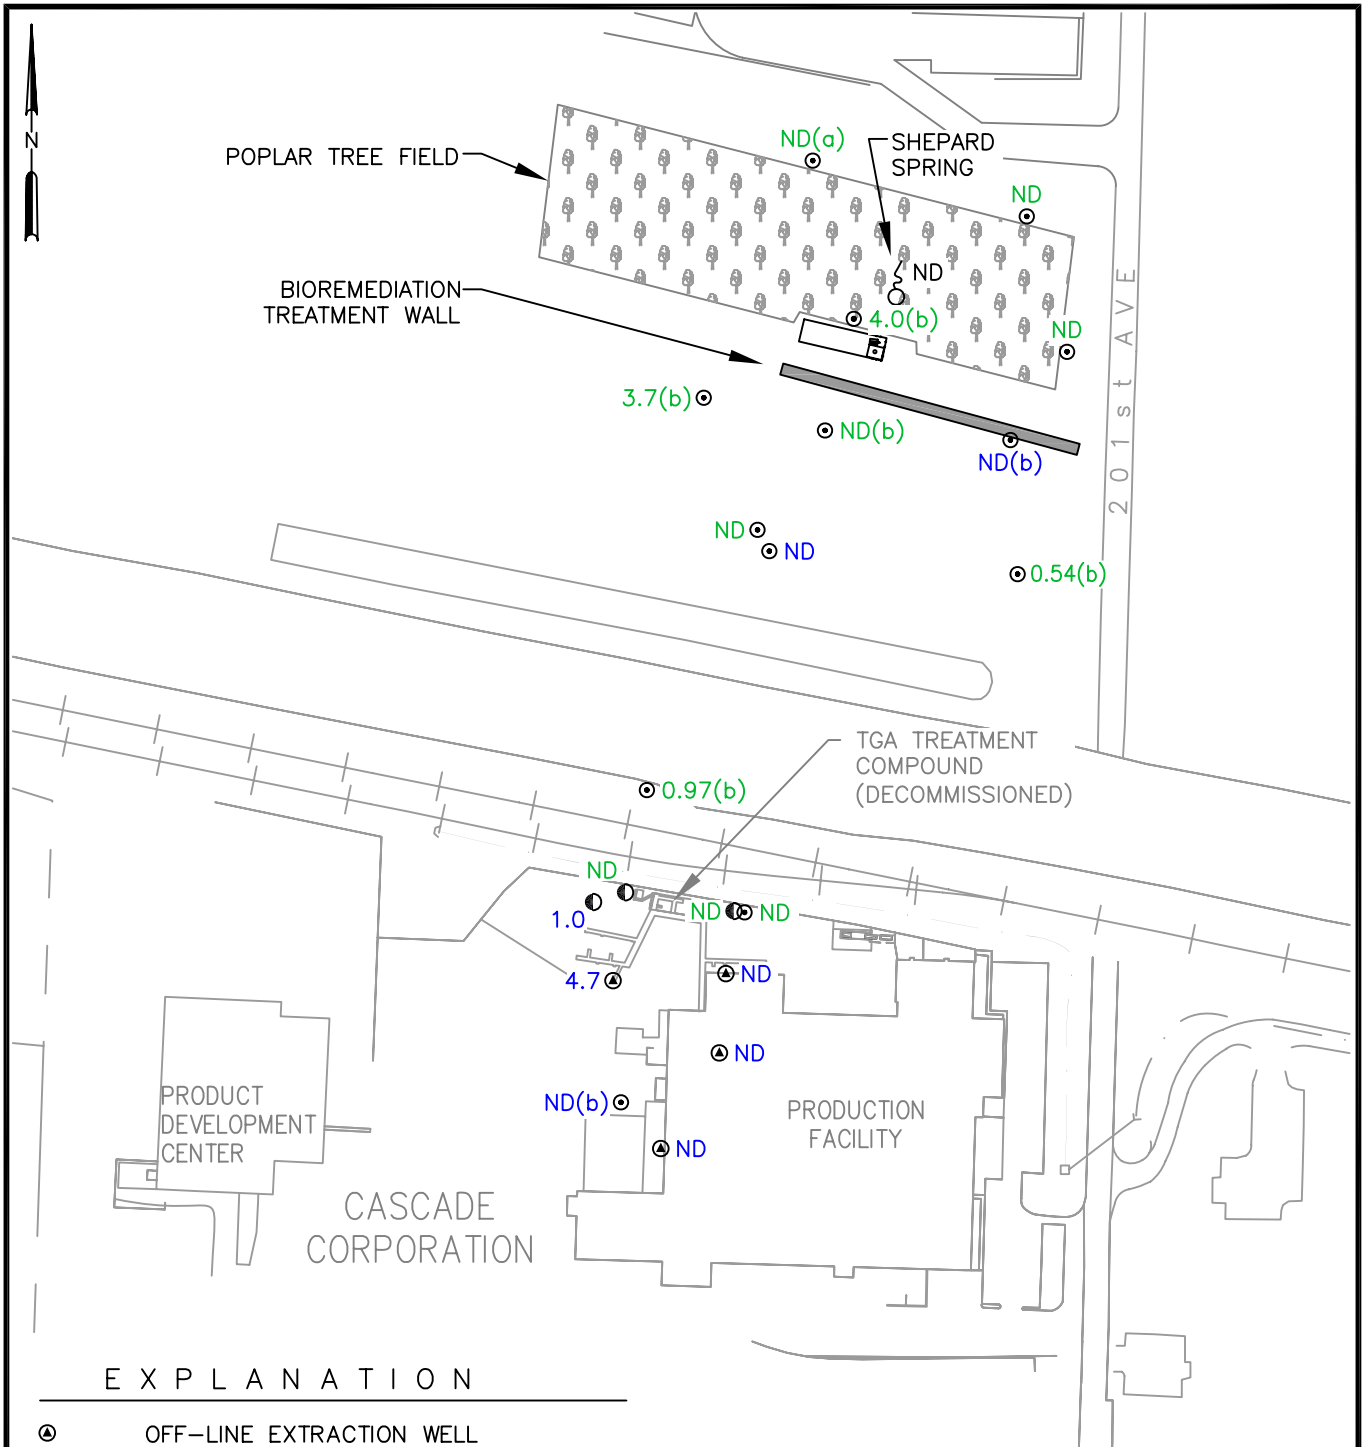 N
POPLAR TREE FIELD
ND(a)
SHEPARD
SPRING
ND
ND
BIOREMEDIATION
TREATMENT WALL
4.0(b)
ND
201st AVE
3.7(b)
ND(b)
ND(b)
ND
ND
0.54(b)
TGA TREATMENT
COMPOUND
(DECOMMISSIONED)
0.97(b)
ND
1.0
ND
ND
4.7
ND
ND
ND(b)
ND
PRODUCT
DEVELOPMENT
CENTER
PRODUCTION
FACILITY
CASCADE
CORPORATION
EXPLANATION
OFF-LINE EXTRACTION WELL